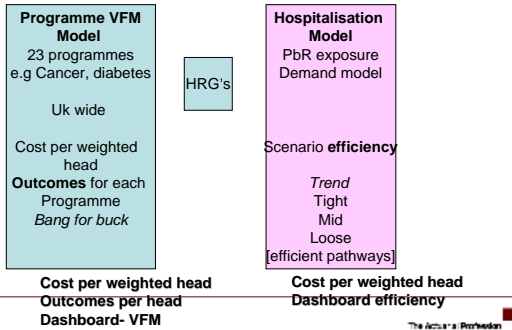 Programme VFM
Model
23 programmes
e.g Cancer, diabetes
Uk wide
Cost per weighted
head
Outcomes for each
Programme
Bang for buck
HRG's
Hospitalisation
Model
PbR exposure
Demand model
Scenario efficiency
Trend
Tight
Mid
Loose
[efficient pathways]
Cost per weighted head
Outcomes per head
Dashboard- VFM
Cost per weighted head
Dashboard efficiency
The Actuarial Profession